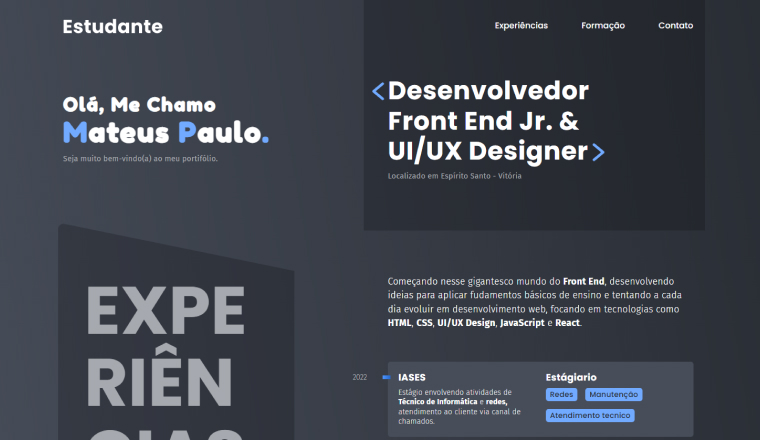 Estudante
Experiências Formação Contato
Olá, Me Chamo
Mateus Paulo.
Seja muito bem-vindo(a) ao meu portifólio.
<Desenvolvedor
Front End Jr. &
UI/UX Designer>
Localizado em Espírito Santo - Vitória
Começando nesse gigantesco mundo do Front End, desenvolvendo
ideias para aplicar fudamentos básicos de ensino e tentando a cada
dia evoluir em desenvolvimento web, focando em tecnologias como
HTML, CSS, UI/UX Design, JavaScript e React.
EXPE
RIÊN
CIAS
2022
IASES
Estágio envolvendo atividades de
Técnico de Informática e redes,
atendimento ao cliente via canal de
chamados.
Estágiario
Redes Manutenção
Atendimento tecnico